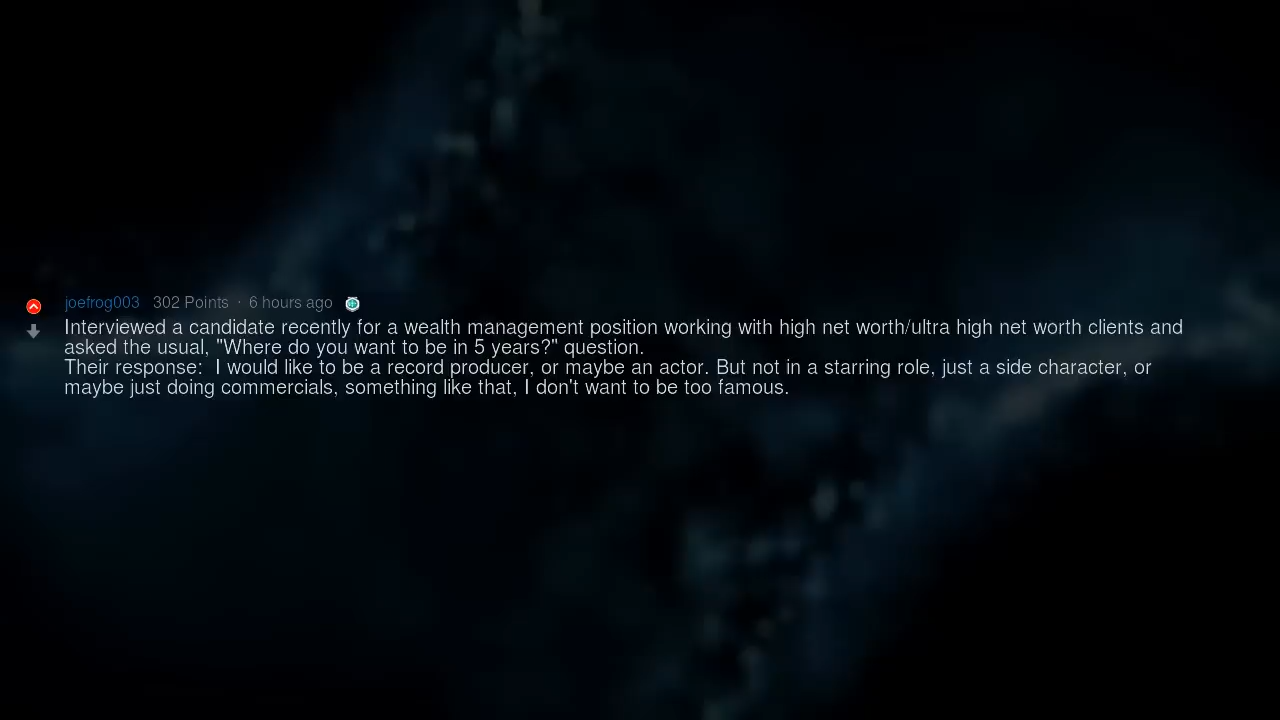 joefrog003 302 Points · 6 hours ago
Interviewed a candidate recently for a wealth management position working with high net worth/ultra high net worth clients and
asked the usual, "Where do you want to be in 5 years?" question.
Their response:  I would like to be a record producer, or maybe an actor. But not in a starring role, just a side character, or
maybe just doing commercials, something like that, I don't want to be too famous.